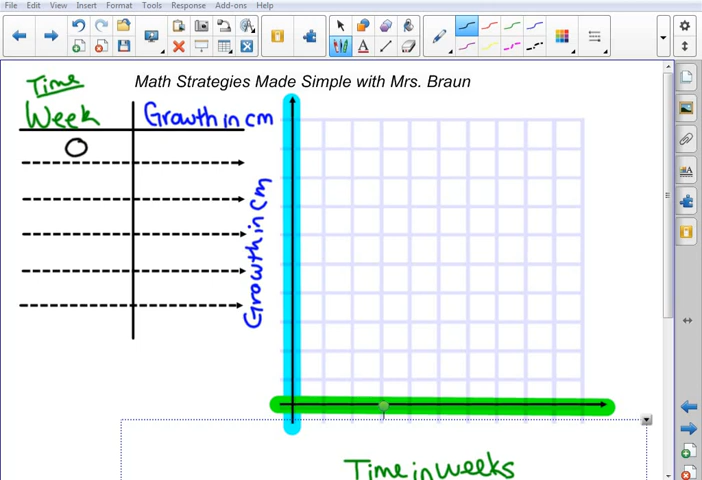 File Edit View Insert Format Tools Response Add-ons Help
Math Strategies Made Simple with Mrs. Braun
Time
Week
Growth in cm
0
Growth in cm
Time in weeks